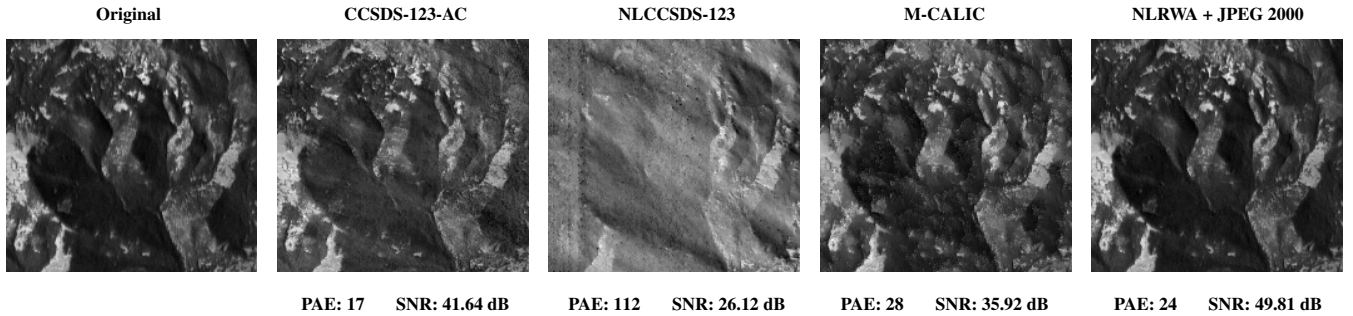 Original CCSDS-123-AC NLCCSDS-123 M-CALIC NLRWA + JPEG 2000
PAE: 17 SNR: 41.64 dB PAE: 112 SNR: 26.12 dB PAE: 28 SNR: 35.92 dB PAE: 24 SNR: 49.81 dB